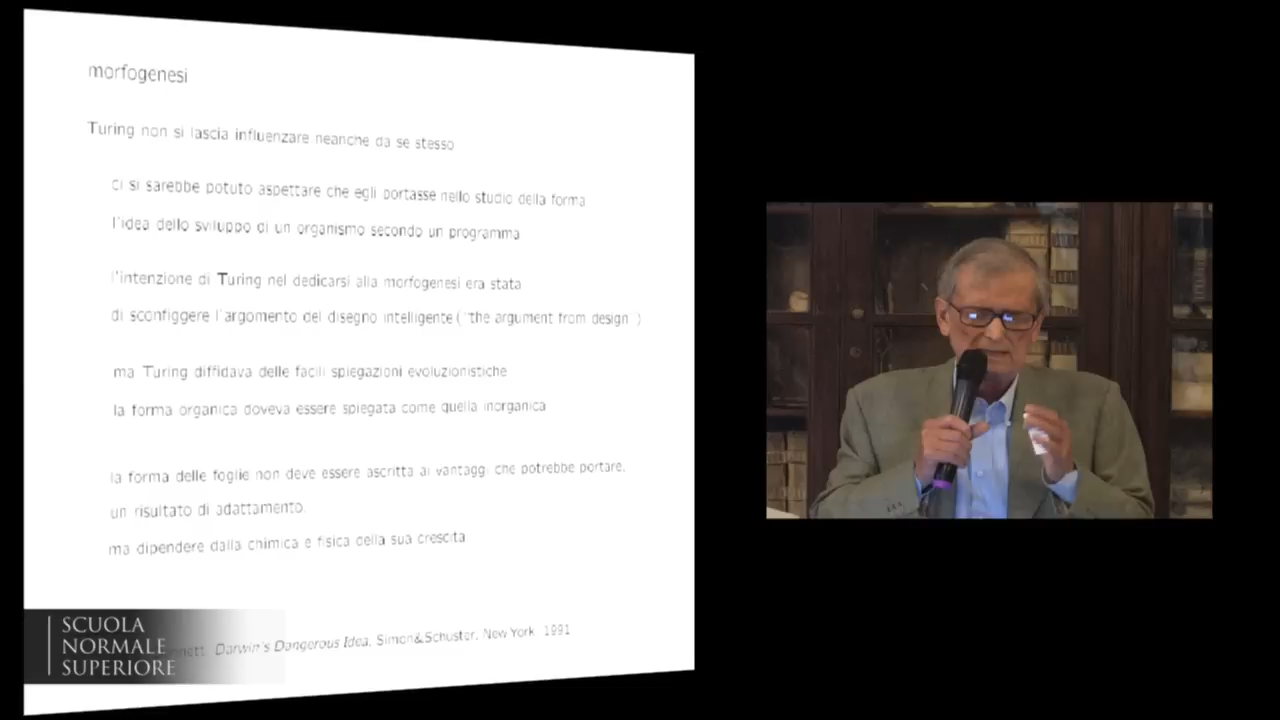 morfogenesi
Turing non si lascia influenzare neanche da se stesso
ci si sarebbe potuto aspettare che egli portasse nello studio della forma
l'idea dello sviluppo di un organismo secondo un programma
l'intenzione di Turing nel dedicarsi alla morfogenesi era stata
di sconfiggere l'argomento del disegno intelligente ("the argument from design")
ma Turing diffidava delle facili spiegazioni evoluzionistiche
la forma organica doveva essere spiegata come quella inorganica
la forma delle foglie non deve essere ascritta ai vantaggi che potrebbe portare,
un risultato di adattamento,
ma dipendere dalla chimica e fisica della sua crescita
Darwin's Dangerous Idea, Simon&Schuster, New York 1991
SCUOLA
NORMALE
SUPERIORE